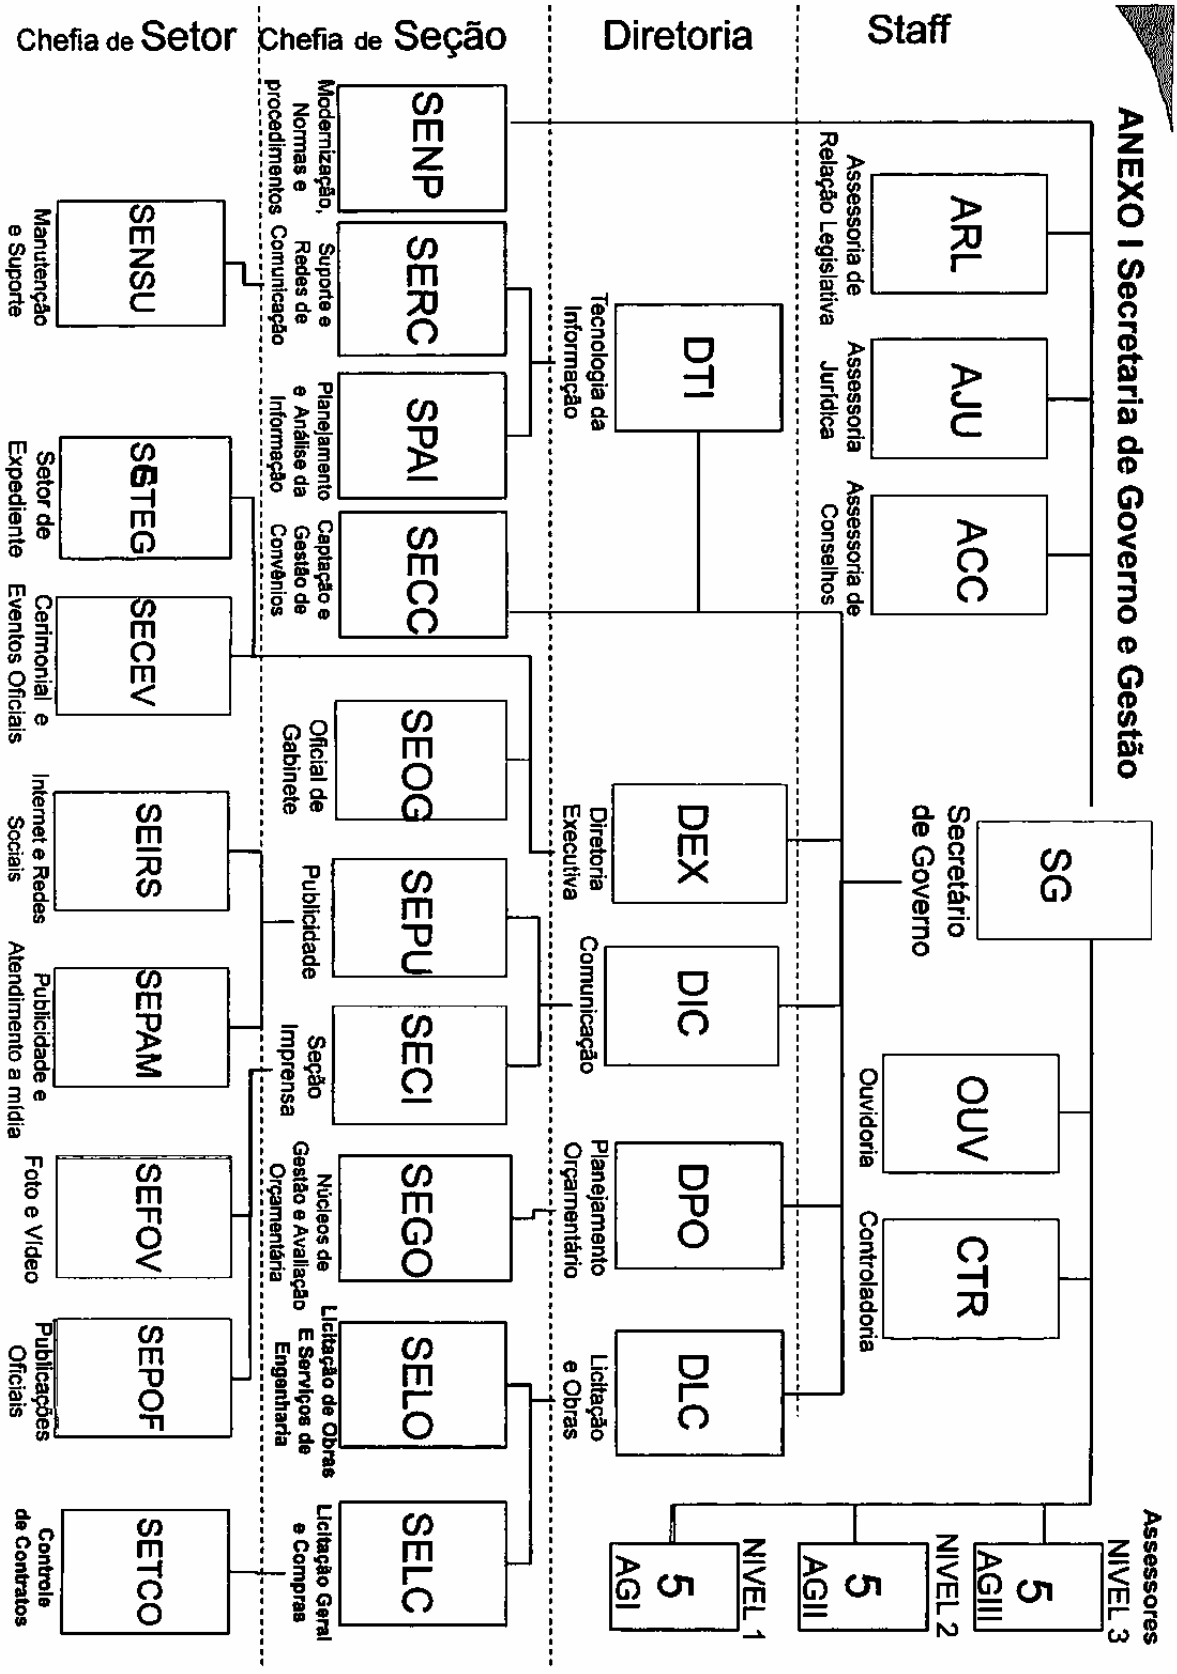 ANEXO I Secretaria de Governo e Gestão
SG
Secretário
de Governo
Assessores
NIVEL 3
5
AGIII
NIVEL 2
5
AGII
NIVEL 1
5
AGI
Staff
ARL
Assessoria de
Relação Legislativa
AJU
Assessoria
Jurídica
ACC
Assessoria de
Conselhos
OUV
Ouvidoria
CTR
Controladoria
Diretoria
DTI
Tecnologia da
Informação
DEX
Diretoria
Executiva
DIC
Comunicação
DPO
Planejamento
Orçamentário
DLC
Licitação
e Obras
Chefia de Seção
SENP
Modernização,
Normas e
procedimentos
SERC
Suporte e
Redes de
Comunicação
SPAI
Planejamento
e Análise da
Informação
SECC
Captação e
Gestão de
Convênios
SEOG
Oficial de
Gabinete
SEPU
Publicidade
SECI
Seção
Imprensa
SEGO
Núcleos de
Gestão e Avaliação
Orçamentária
SELO
Licitação de Obras
E Serviços de
Engenharia
SELC
Licitação Geral
e Compras
Chefia de Setor
SENSU
Manutenção
e Suporte
Setor de
Expediente
SECEV
Cerimonial e
Eventos Oficiais
SEIRS
Internet e Redes
Sociais
SEPAM
Publicidade e
Atendimento a mídia
SEFOV
Foto e Vídeo
SEPOF
Publicações
Oficiais
SETCO
Controle
de Contratos